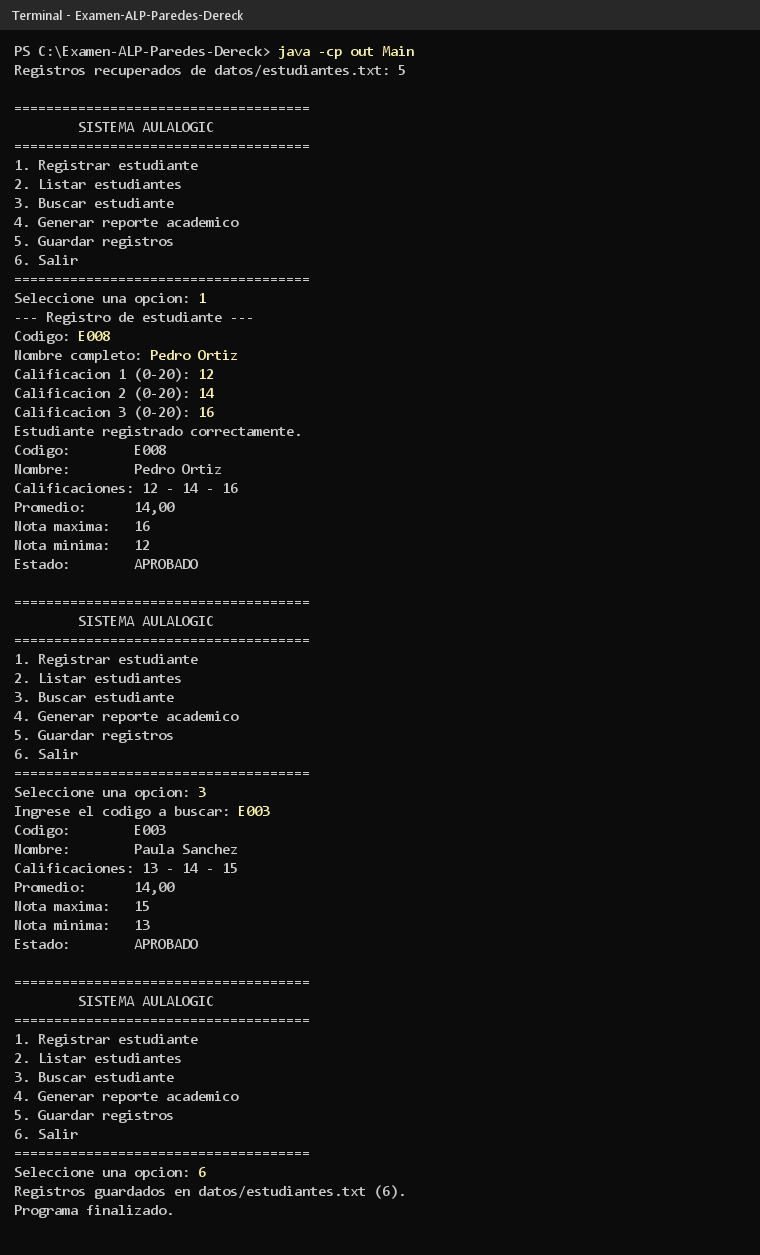 Terminal - Examen-ALP-Paredes-Dereck
PS C:\Examen-ALP-Paredes-Dereck> java -cp out Main
Registros recuperados de datos/estudiantes.txt: 5
=====================================
SISTEMA AULALOGIC
=====================================
1. Registrar estudiante
2. Listar estudiantes
3. Buscar estudiante
4. Generar reporte academico
5. Guardar registros
6. Salir
=====================================
Seleccione una opcion: 1
--- Registro de estudiante ---
Codigo: E008
Nombre completo: Pedro Ortiz
Calificacion 1 (0-20): 12
Calificacion 2 (0-20): 14
Calificacion 3 (0-20): 16
Estudiante registrado correctamente.
Codigo:        E008
Nombre:        Pedro Ortiz
Calificaciones: 12 - 14 - 16
Promedio:      14,00
Nota maxima:   16
Nota minima:   12
Estado:        APROBADO
=====================================
SISTEMA AULALOGIC
=====================================
1. Registrar estudiante
2. Listar estudiantes
3. Buscar estudiante
4. Generar reporte academico
5. Guardar registros
6. Salir
=====================================
Seleccione una opcion: 3
Ingrese el codigo a buscar: E003
Codigo:        E003
Nombre:        Paula Sanchez
Calificaciones: 13 - 14 - 15
Promedio:      14,00
Nota maxima:   15
Nota minima:   13
Estado:        APROBADO
=====================================
SISTEMA AULALOGIC
=====================================
1. Registrar estudiante
2. Listar estudiantes
3. Buscar estudiante
4. Generar reporte academico
5. Guardar registros
6. Salir
=====================================
Seleccione una opcion: 6
Registros guardados en datos/estudiantes.txt (6).
Programa finalizado.